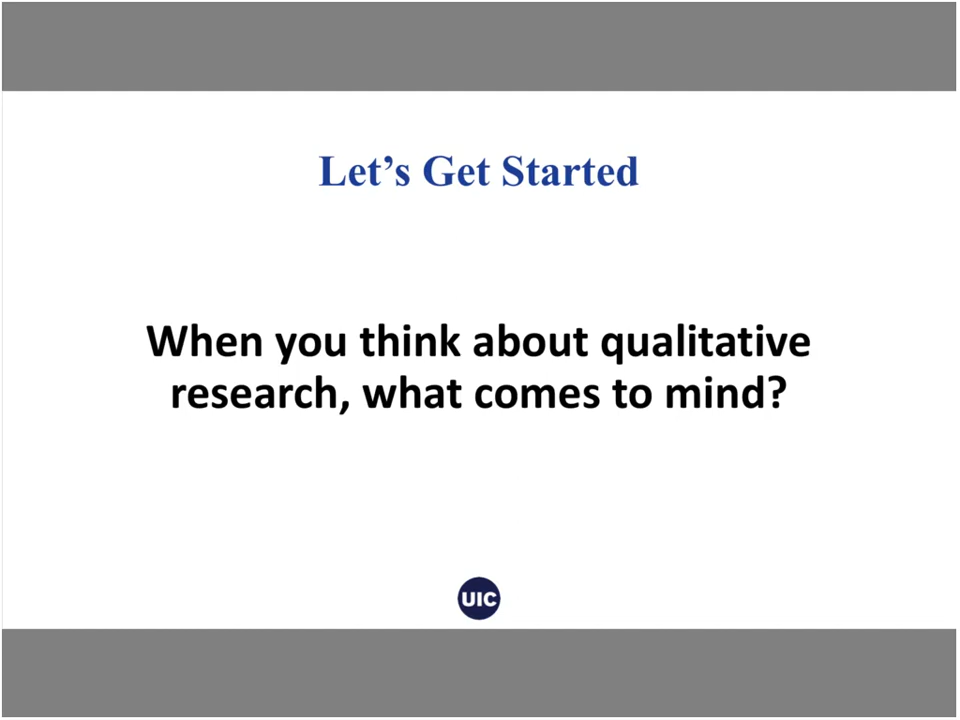 Let’s Get Started
When you think about qualitative
research, what comes to mind?
UIC